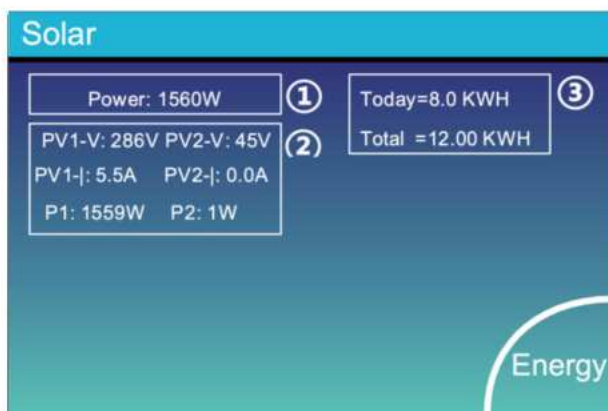 Solar
Power: 1560W
①
PV1-V: 286V PV2-V: 45V
②
PV1-|: 5.5A PV2-|: 0.0A
P1: 1559W P2: 1W
Today=8.0 KWH
③
Total =12.00 KWH
Energy